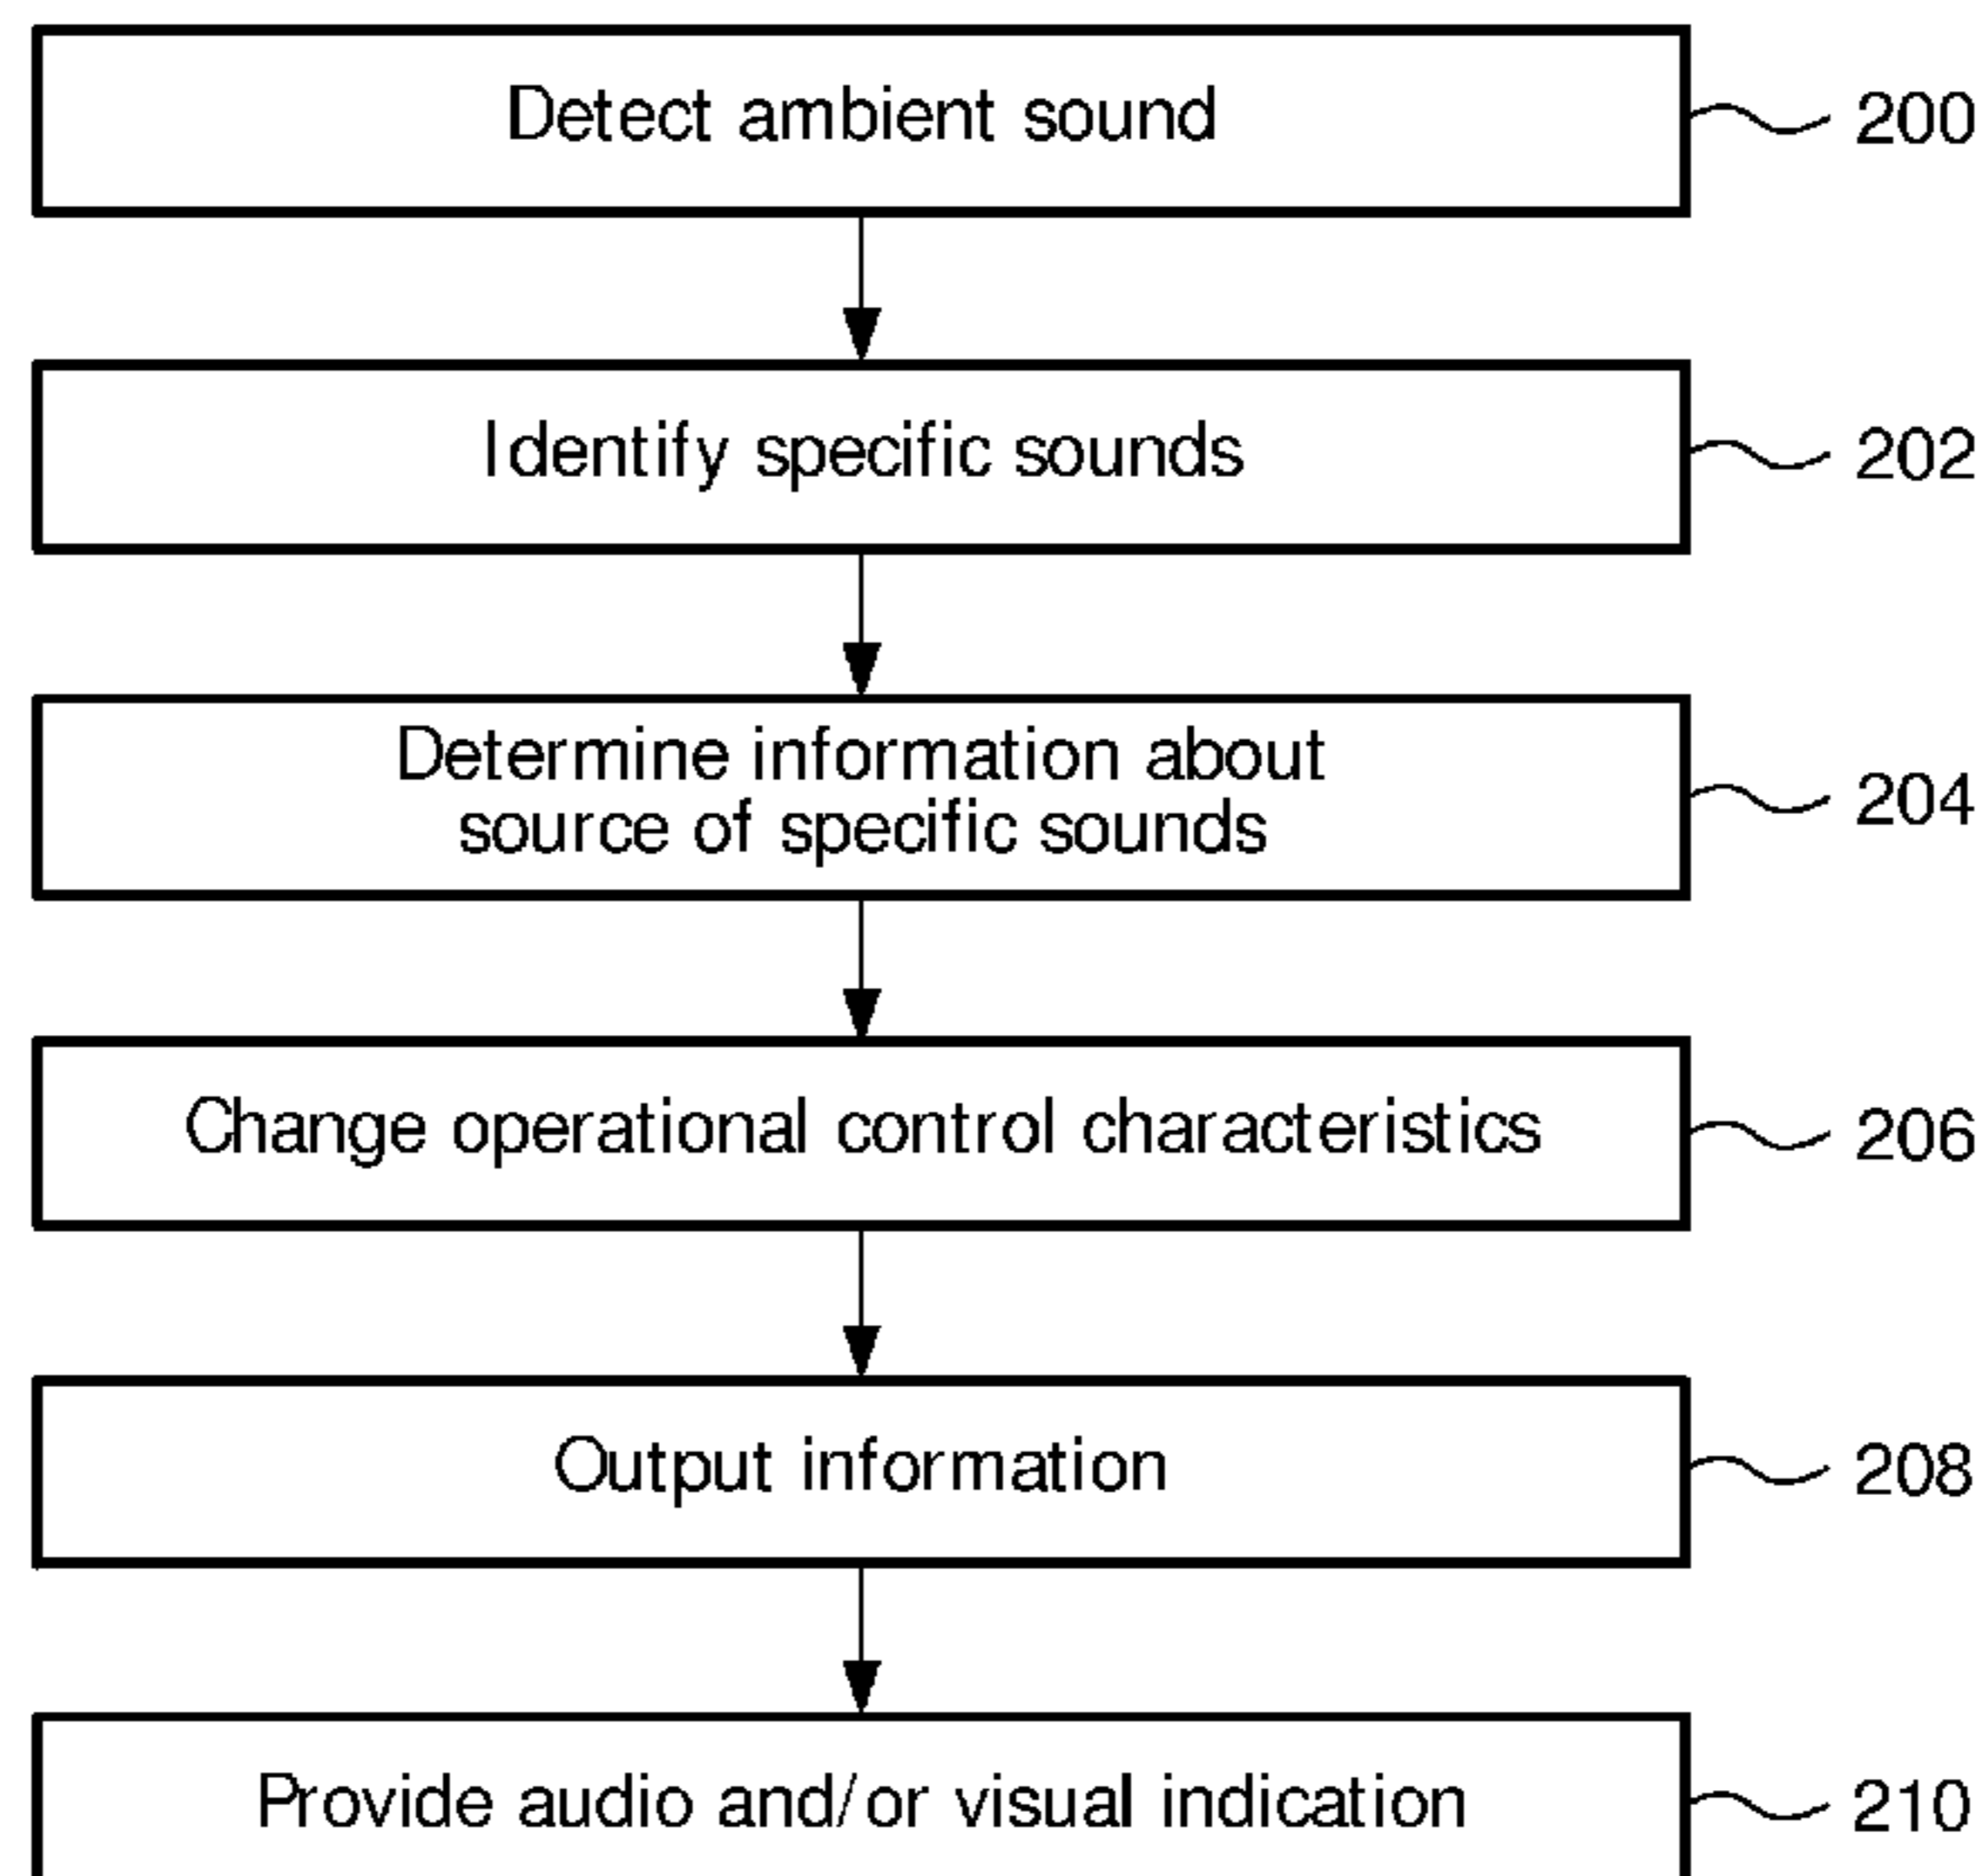 Detect ambient sound
200
Identify specific sounds
202
Determine information about
source of specific sounds
204
Change operational control characteristics
206
Output information
208
Provide audio and/or visual indication
210